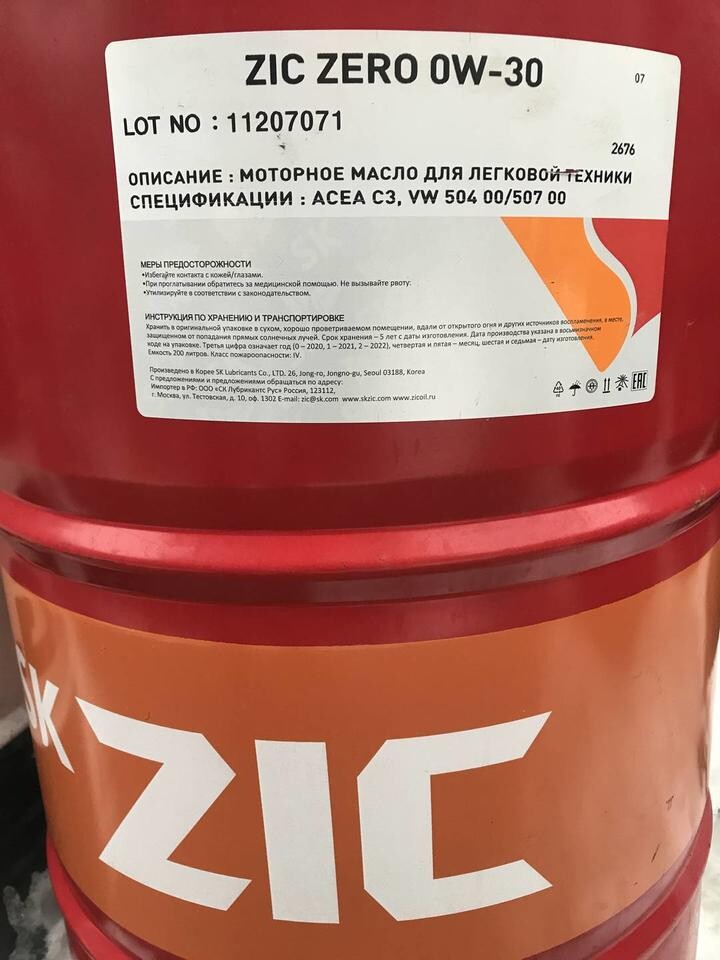 ZIC ZERO 0W-30
07
LOT NO : 11207071
2676
ОПИСАНИЕ : МОТОРНОЕ МАСЛО ДЛЯ ЛЕГКОВОЙ ТЕХНИКИ
СПЕЦИФИКАЦИИ : ACEA C3, VW 504 00/507 00
МЕРЫ ПРЕДОСТОРОЖНОСТИ
•Избегайте контакта с кожей/глазами.
•При проглатывании обратитесь за медицинской помощью. Не вызывайте рвоту.
•Утилизируйте в соответствии с законодательством.
ИНСТРУКЦИЯ ПО ХРАНЕНИЮ И ТРАНСПОРТИРОВКЕ
Хранить в оригинальной упаковке в сухом, хорошо проветриваемом помещении, вдали от открытого огня и других источников воспламенения, в месте,
защищенном от попадания прямых солнечных лучей. Срок хранения – 5 лет с даты изготовления. Дата производства указана в восьмизначном
коде на упаковке. Третья цифра означает год (0 – 2020, 1 – 2021, 2 – 2022), четвертая и пятая – месяц, шестая и седьмая – дату изготовления.
Емкость 200 литров. Класс пожароопасности: IV.
Произведено в Корее SK Lubricants Co., LTD. 26, Jong-ro, Jongno-gu, Seoul 03188, Korea
С предложениями и предложениями обращаться по адресу:
Импортер в РФ: ООО «СК Лубрикантс Рус» Россия, 123112,
г. Москва, ул. Тестовская, д. 10, оф. 1302 E-mail: zic@sk.com www.skzic.com www.zicoil.ru
EAC
SK
ZIC